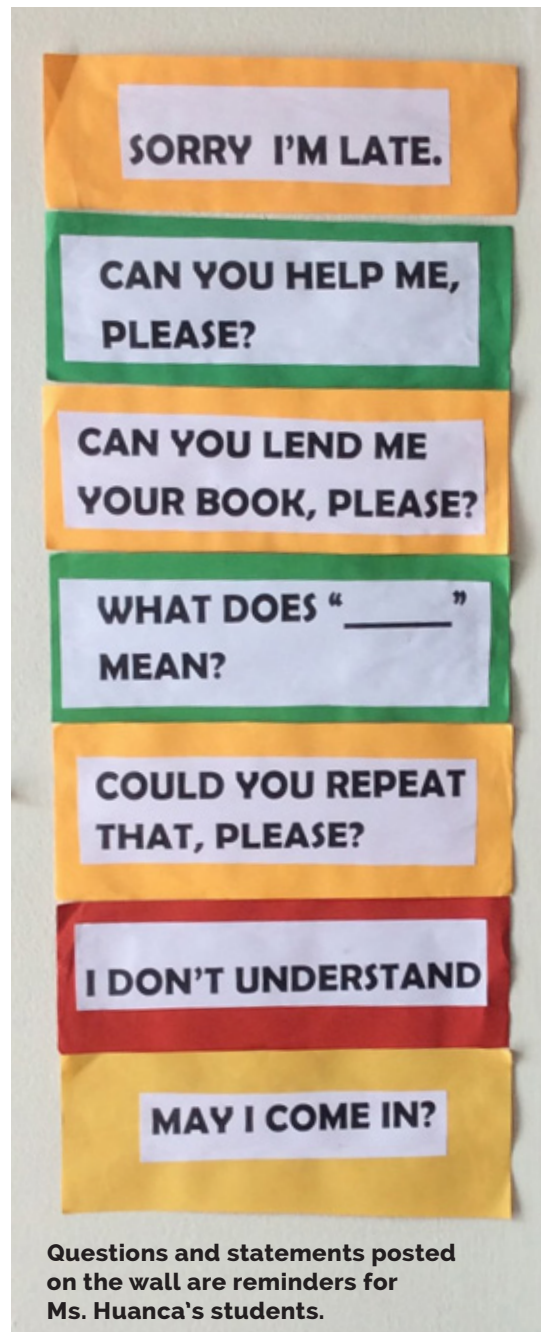 SORRY I'M LATE.
CAN YOU HELP ME,
PLEASE?
CAN YOU LEND ME
YOUR BOOK, PLEASE?
WHAT DOES “______”
MEAN?
COULD YOU REPEAT
THAT, PLEASE?
I DON'T UNDERSTAND
MAY I COME IN?
Questions and statements posted
on the wall are reminders for
Ms. Huanca's students.